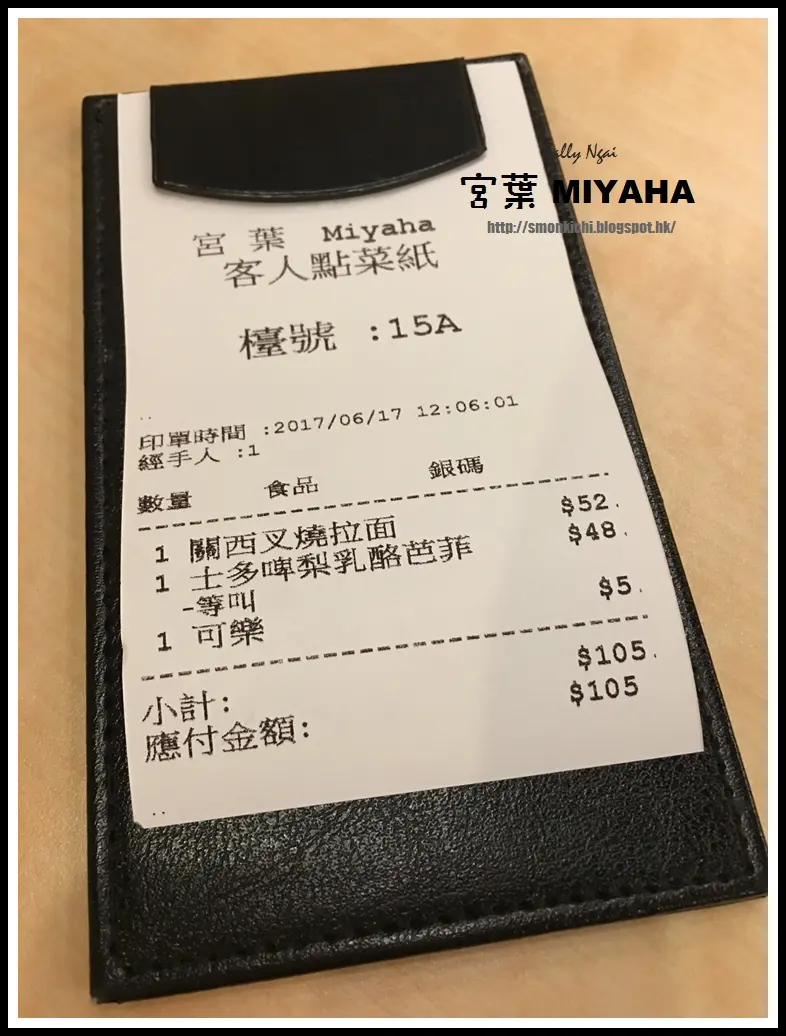 ally Ngai
宮葉 MIYAHA
http://smonkichi.blogspot.hk/
宮 葉 Miyaha
客人點菜紙
檯號 :15A
印單時間 :2017/06/17 12:06:01
經手人 :1
數量 食品 銀碼
1 關西叉燒拉面 $52.
1 士多啤梨乳酪芭菲 $48.
-等叫
1 可樂 $5.
小計: $105.
應付金額: $105